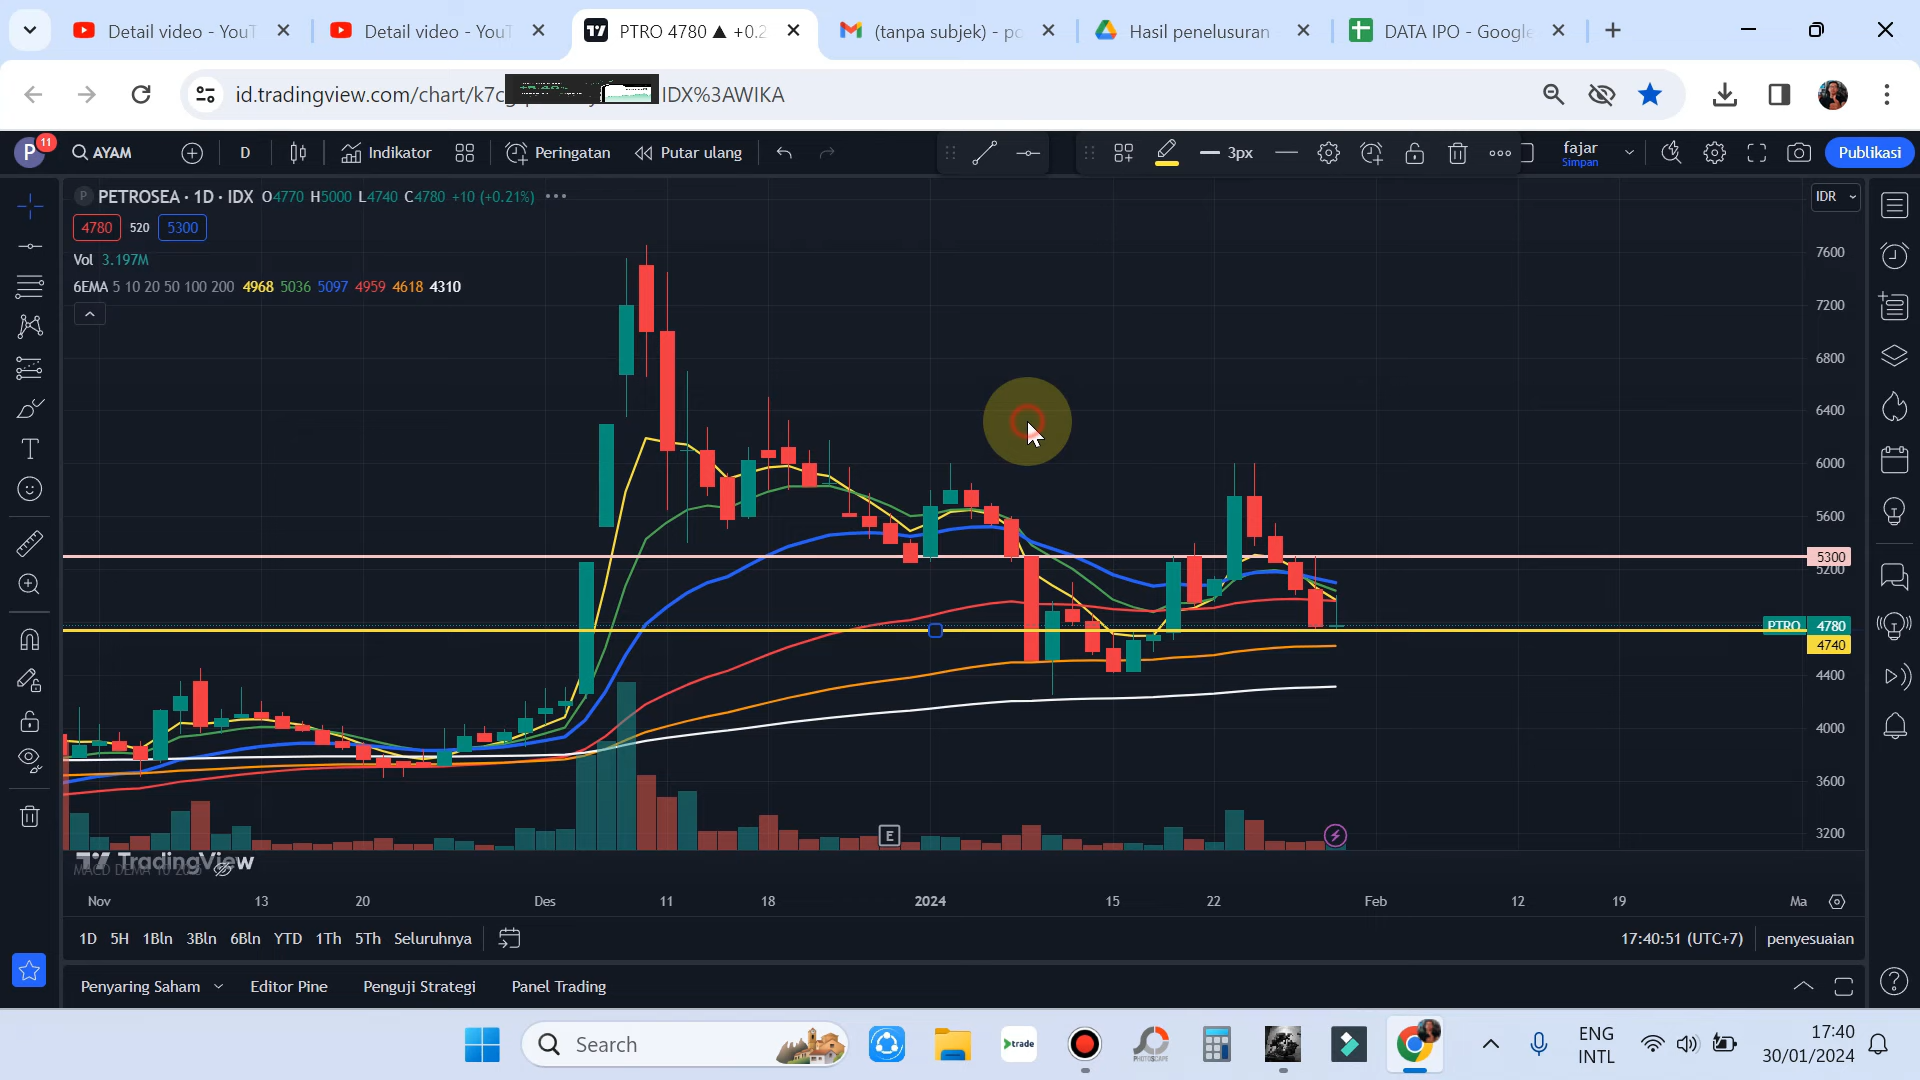 Detail video - YouT
Detail video - YouT
PTRO 4780 ▲ +0.2
(tanpa subjek) - po
Hasil penelusuran
DATA IPO - Google
id.tradingview.com/chart/k7c
IDX%3AWIKA
P 11
AYAM
D
Indikator
Peringatan
Putar ulang
3px
fajar
Simpan
Publikasi
P PETROSEA · 1D · IDX O4770 H5000 L4740 C4780 +10 (+0.21%)
IDR
4780 520 5300
Vol 3.197M
6EMA 5 10 20 50 100 200 4968 5036 5097 4959 4618 4310
7600
7200
6800
6400
6000
5600
5300
5200
PTRO 4780
4740
4400
4000
3600
3200
E
TradingView
Nov 13 20 Des 11 18 2024 15 22 Feb 12 19 Ma
1D 5H 1Bln 3Bln 6Bln YTD 1Th 5Th Seluruhnya
17:40:51 (UTC+7) penyesuaian
Penyaring Saham Editor Pine Penguji Strategi Panel Trading
Search
trade
PHOTOSCAPE
ENG
INTL
17:40
30/01/2024